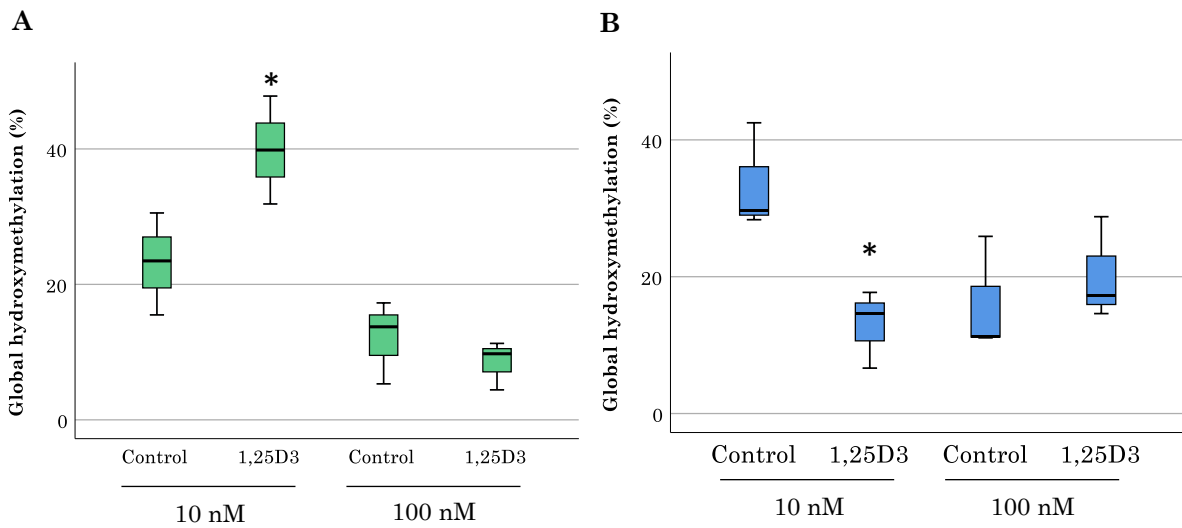 A
Global hydroxymethylation (%)
40
20
0
*
Control 1,25D3 Control 1,25D3
10 nM 100 nM
B
Global hydroxymethylation (%)
40
20
0
*
Control 1,25D3 Control 1,25D3
10 nM 100 nM